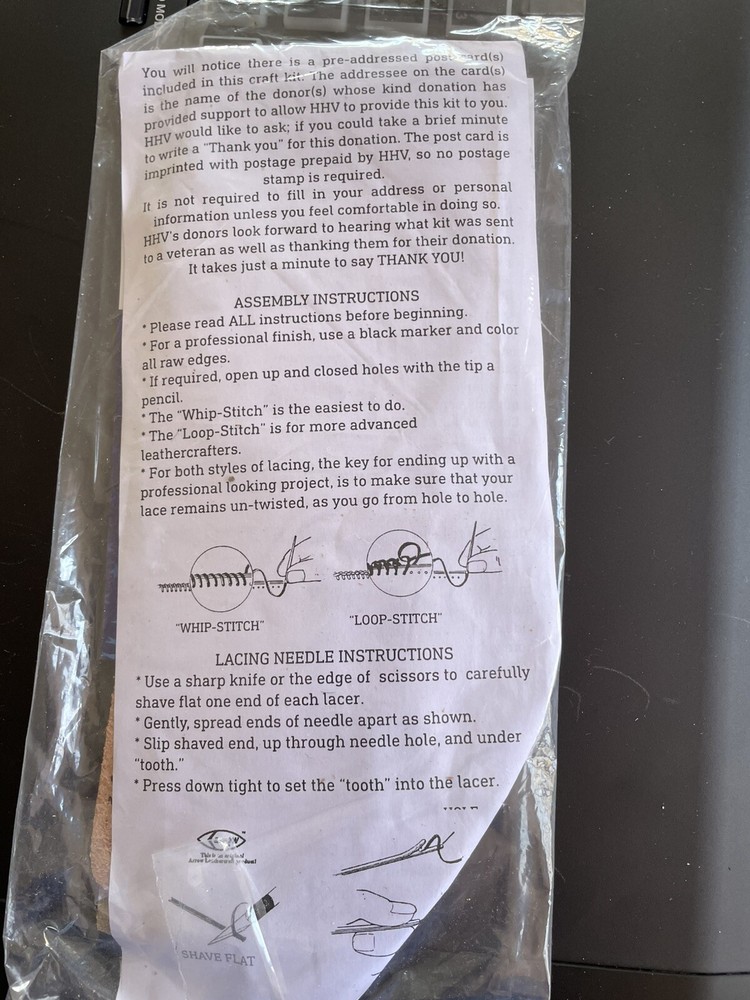 You will notice there is a pre-addressed post card(s)
included in this craft kit. The addressee on the card(s)
is the name of the donor(s) whose kind donation has
provided support to allow HHV to provide this kit to you.
HHV would like to ask; if you could take a brief minute
to write a "Thank you" for this donation. The post card is
imprinted with postage prepaid by HHV, so no postage
stamp is required.
It is not required to fill in your address or personal
information unless you feel comfortable in doing so.
HHV's donors look forward to hearing what kit was sent
to a veteran as well as thanking them for their donation.
It takes just a minute to say THANK YOU!
ASSEMBLY INSTRUCTIONS
* Please read ALL instructions before beginning.
* For a professional finish, use a black marker and color
all raw edges.
* If required, open up and closed holes with the tip a
pencil.
* The "Whip-Stitch" is the easiest to do.
* The "Loop-Stitch" is for more advanced
leathercrafters.
* For both styles of lacing, the key for ending up with a
professional looking project, is to make sure that your
lace remains un-twisted, as you go from hole to hole.
"WHIP-STITCH"
"LOOP-STITCH"
LACING NEEDLE INSTRUCTIONS
* Use a sharp knife or the edge of scissors to carefully
shave flat one end of each lacer.
* Gently, spread ends of needle apart as shown.
* Slip shaved end, up through needle hole, and under
"tooth."
* Press down tight to set the "tooth" into the lacer.
This is an
SHAVE FLAT